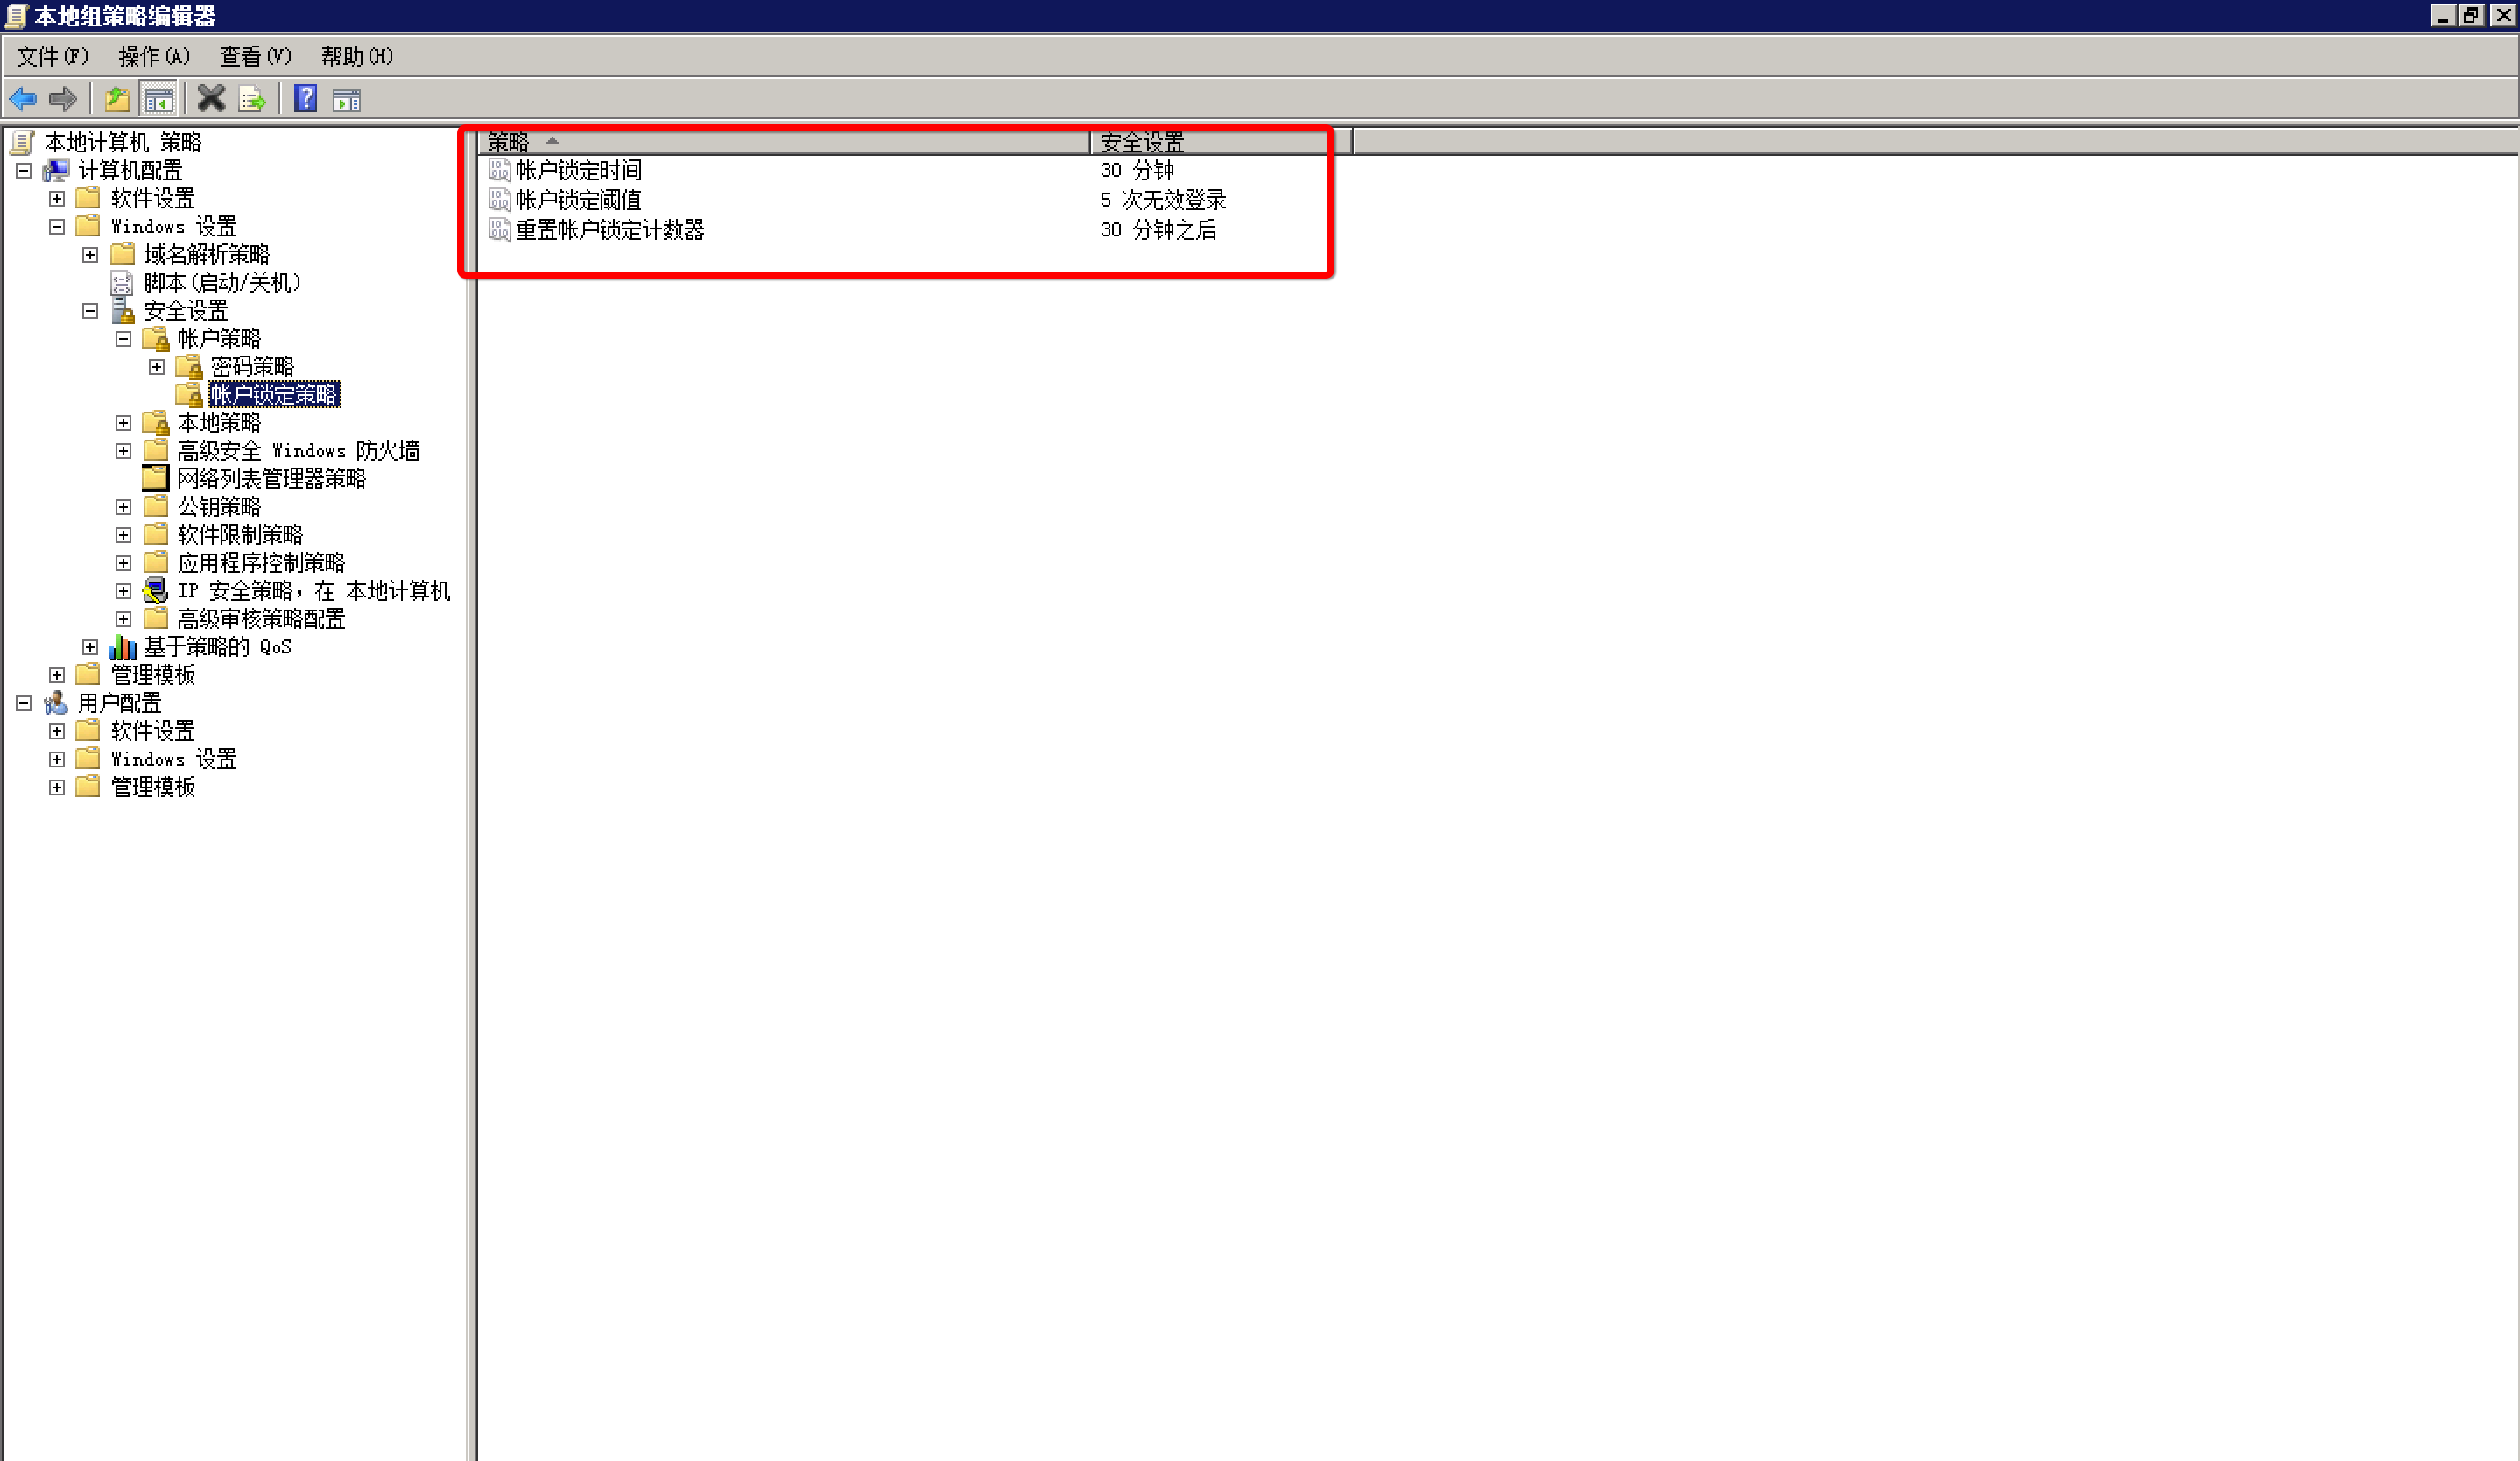 本地组策略编辑器
文件(F) 操作(A) 查看(V) 帮助(H)
本地计算机 策略
计算机配置
软件设置
Windows 设置
域名解析策略
脚本(启动/关机)
安全设置
帐户策略
密码策略
帐户锁定策略
本地策略
高级安全 Windows 防火墙
网络列表管理器策略
公钥策略
软件限制策略
应用程序控制策略
IP 安全策略，在 本地计算机
高级审核策略配置
基于策略的 QoS
管理模板
用户配置
软件设置
Windows 设置
管理模板
策略 安全设置
帐户锁定时间 30 分钟
帐户锁定阈值 5 次无效登录
重置帐户锁定计数器 30 分钟之后